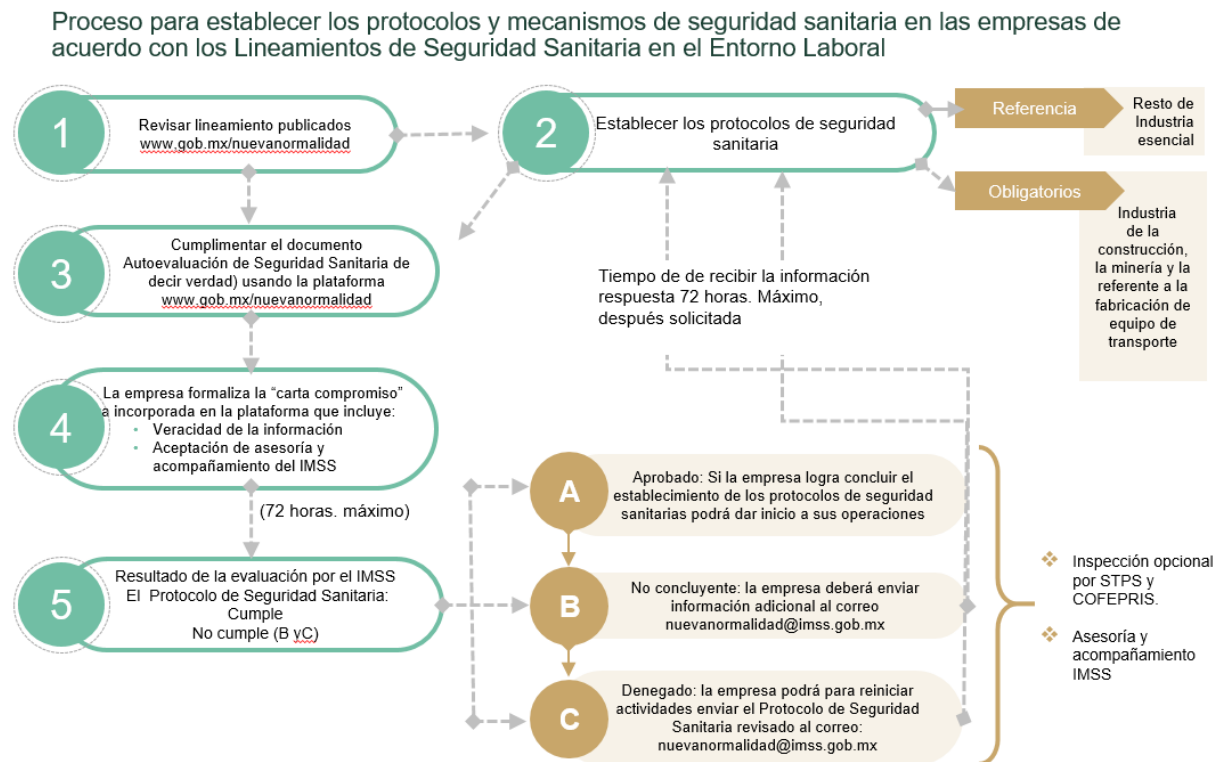 Proceso para establecer los protocolos y mecanismos de seguridad sanitaria en las empresas de
acuerdo con los Lineamientos de Seguridad Sanitaria en el Entorno Laboral
1
Revisar lineamiento publicados
www.gob.mx/nuevanormalidad
2
Establecer los protocolos de seguridad
sanitaria
Referencia
Resto de
Industria
esencial
Obligatorios
Industria
de la
construcción,
la minería y la
referente a la
fabricación de
equipo de
transporte
3
Cumplimentar el documento
Autoevaluación de Seguridad Sanitaria de
decir verdad) usando la plataforma
www.gob.mx/nuevanormalidad
Tiempo de de recibir la información
respuesta 72 horas. Máximo,
después solicitada
4
La empresa formaliza la “carta compromiso”
a incorporada en la plataforma que incluye:
• Veracidad de la información
• Aceptación de asesoría y
acompañamiento del IMSS
(72 horas. máximo)
5
Resultado de la evaluación por el IMSS
El Protocolo de Seguridad Sanitaria:
Cumple
No cumple (B yC)
A
Aprobado: Si la empresa logra concluir el
establecimiento de los protocolos de seguridad
sanitarias podrá dar inicio a sus operaciones
B
No concluyente: la empresa deberá enviar
información adicional al correo
nuevanormalidad@imss.gob.mx
C
Denegado: la empresa podrá para reiniciar
actividades enviar el Protocolo de Seguridad
Sanitaria revisado al correo:
nuevanormalidad@imss.gob.mx
❖ Inspección opcional
por STPS y
COFEPRIS.
❖ Asesoría y
acompañamiento
IMSS